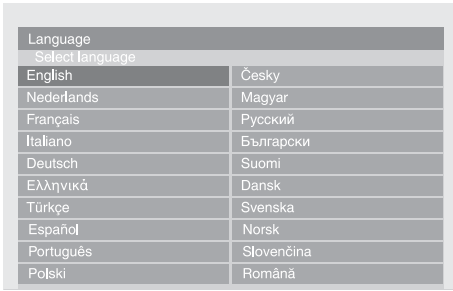 Language
Select language
English Česky
Nederlands Magyar
Français Русский
Italiano Български
Deutsch Suomi
Ελληνικά Dansk
Türkçe Svenska
Español Norsk
Português Slovenčina
Polski Română